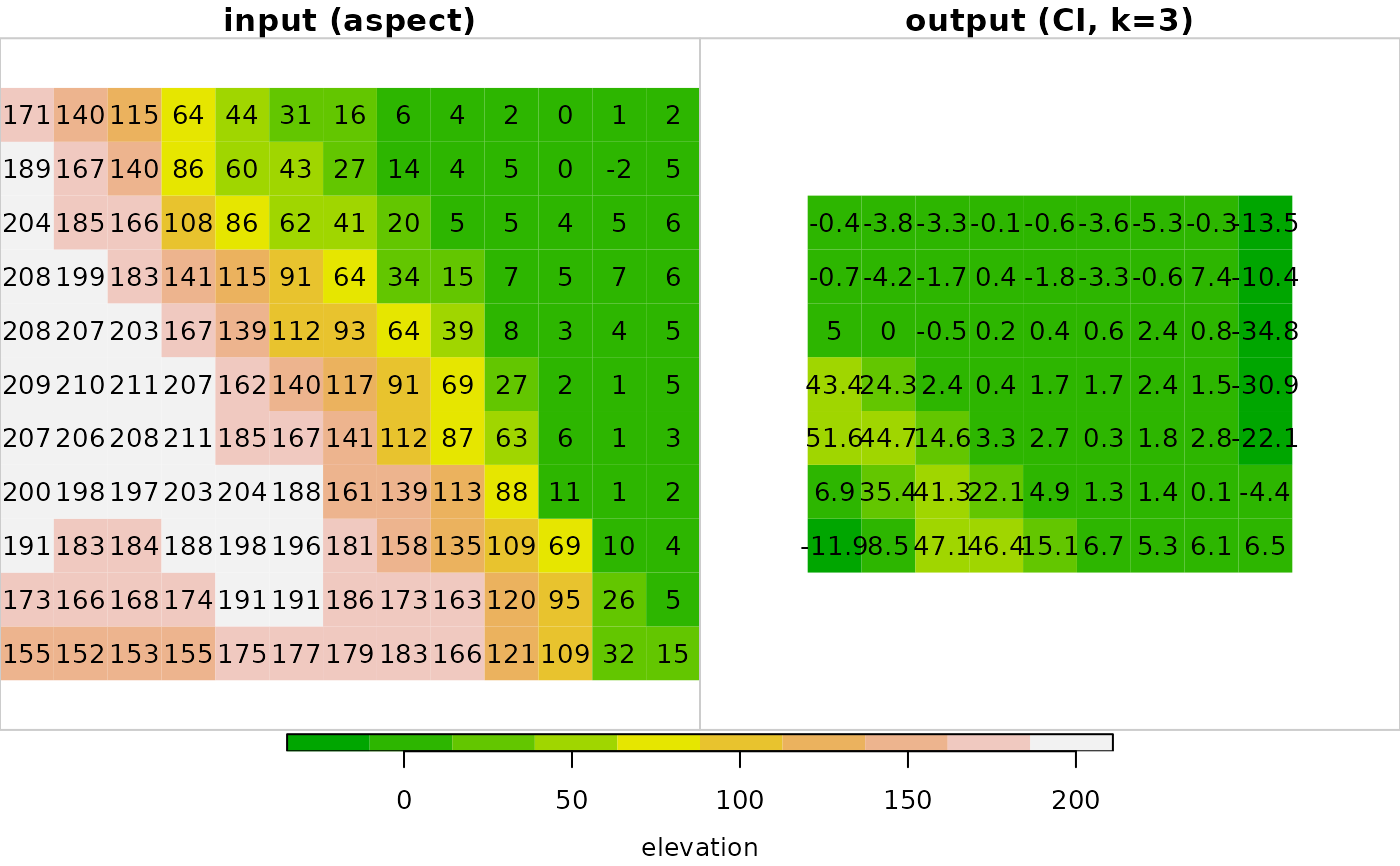 input (aspect) output (CI, k=3)
171 140 115 64 44 31 16 6 4 2 0 1 2
189 167 140 86 60 43 27 14 4 5 0 -2 5
204 185 166 108 86 62 41 20 5 5 4 5 6 -0.4 -3.8 -3.3 -0.1 -0.6 -3.6 -5.3 -0.3 -13.5
208 199 183 141 115 91 64 34 15 7 5 7 6 -0.7 -4.2 -1.7 0.4 -1.8 -3.3 -0.6 7.4 -10.4
208 207 203 167 139 112 93 64 39 8 3 4 5 5 0 -0.5 0.2 0.4 0.6 2.4 0.8 -34.8
209 210 211 207 162 140 117 91 69 27 2 1 5 43.4 24.3 2.4 0.4 1.7 1.7 2.4 1.5 -30.9
207 206 208 211 185 167 141 112 87 63 6 1 3 51.6 44.7 14.6 3.3 2.7 0.3 1.8 2.8 -22.1
200 198 197 203 204 188 161 139 113 88 11 1 2 6.9 35.4 41.3 22.1 4.9 1.3 1.4 0.1 -4.4
191 183 184 188 198 196 181 158 135 109 69 10 4 -11.9 8.5 47.1 46.4 15.1 6.7 5.3 6.1 6.5
173 166 168 174 191 191 186 173 163 120 95 26 5
155 152 153 155 175 177 179 183 166 121 109 32 15
0 50 100 150 200
elevation